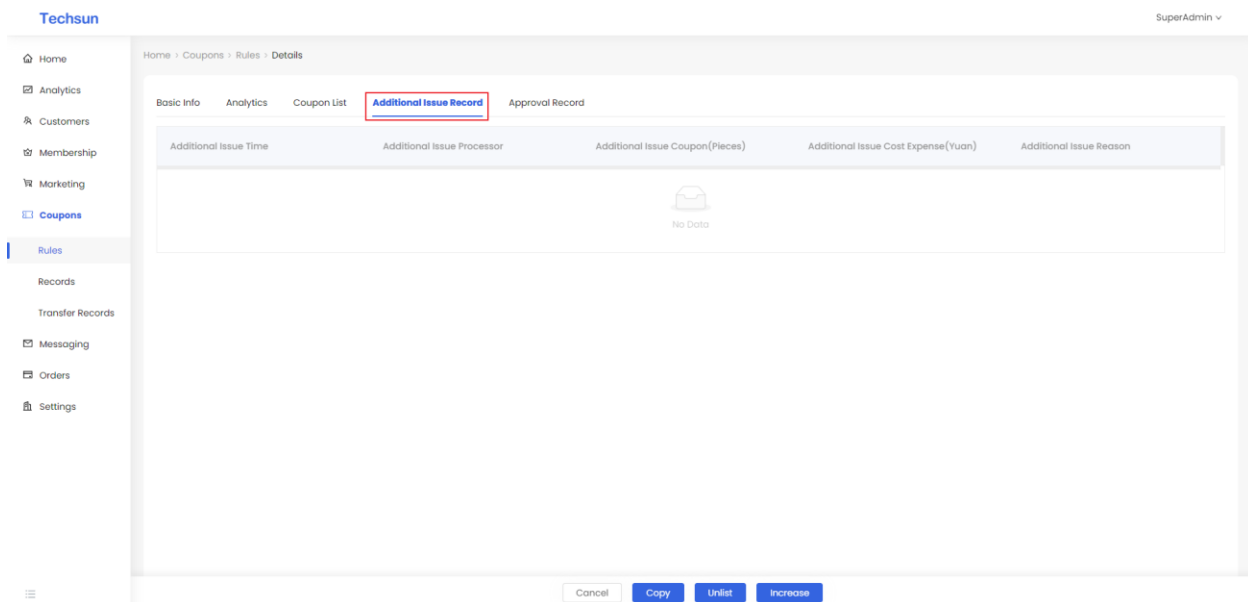 Techsun
SuperAdmin
Home
Analytics
Customers
Membership
Marketing
Coupons
Rules
Records
Transfer Records
Messaging
Orders
Settings
Home > Coupons > Rules > Details
Basic Info Analytics Coupon List Additional Issue Record Approval Record
Additional Issue Time Additional Issue Processor Additional Issue Coupon(Pieces) Additional Issue Cost Expense(Yuan) Additional Issue Reason
No Data
Cancel Copy Unlist Increase